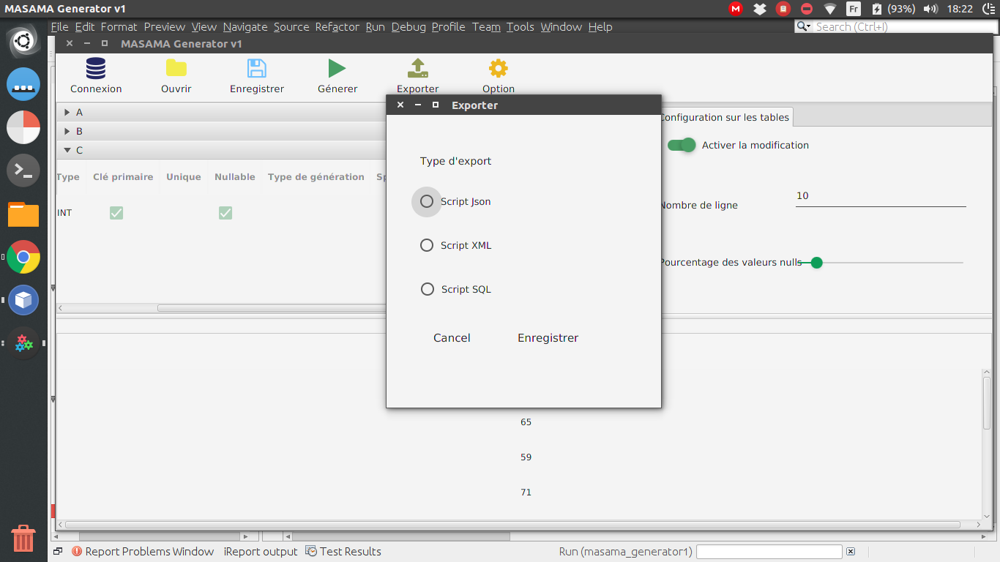 MASAMA Generator v1 Fr (93%) 18:22
File Edit Format Preview View Navigate Source Refactor Run Debug Profile Team Tools Window Help Search (Ctrl+I)
MASAMA Generator v1
Connexion Ouvrir Enregistrer Génerer Exporter Option
Exporter
A
Configuration sur les tables
B
Activer la modification
C
Type d'export
Type Clé primaire Unique Nullable Type de génération Sp
10
Script Json
Nombre de ligne
INT
Script XML
Pourcentage des valeurs nulls
Script SQL
Cancel Enregistrer
65
59
71
Report Problems Window iReport output Test Results Run (masama_generator1)